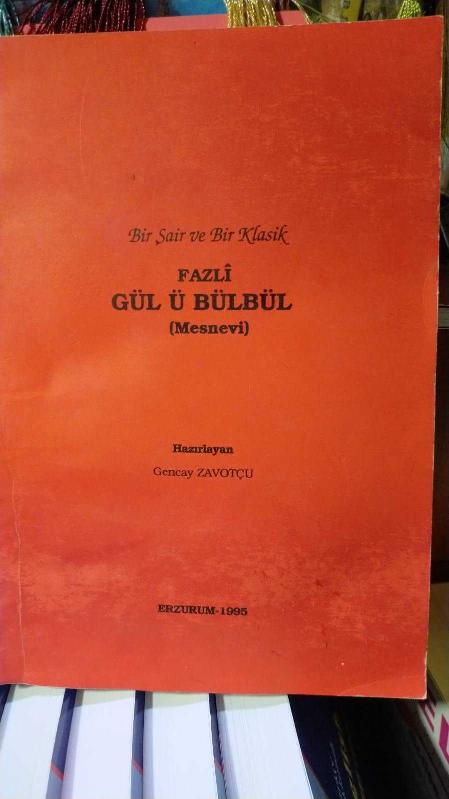 Bir Şair ve Bir Klasik
FAZLÎ
GÜL Ü BÜLBÜL
(Mesnevi)
Hazırlayan
Gencay ZAVOTÇU
ERZURUM-1995